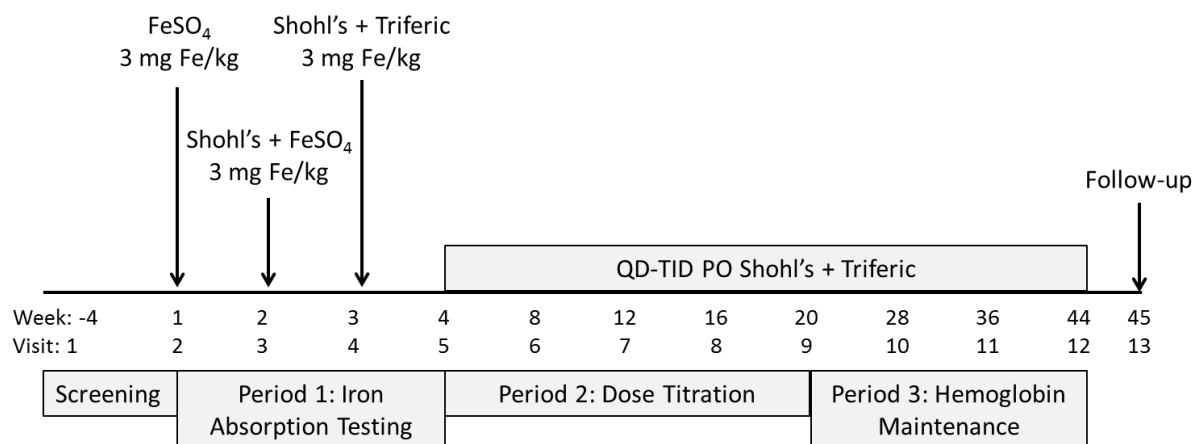 FeSO₄
3 mg Fe/kg
Shohl's + Triferic
3 mg Fe/kg
Shohl's + FeSO₄
3 mg Fe/kg
Follow-up
QD-TID PO Shohl's + Triferic
Week: -4 1 2 3 4 8 12 16 20 28 36 44 45
Visit: 1 2 3 4 5 6 7 8 9 10 11 12 13
Screening
Period 1: Iron
Absorption Testing
Period 2: Dose Titration
Period 3: Hemoglobin
Maintenance